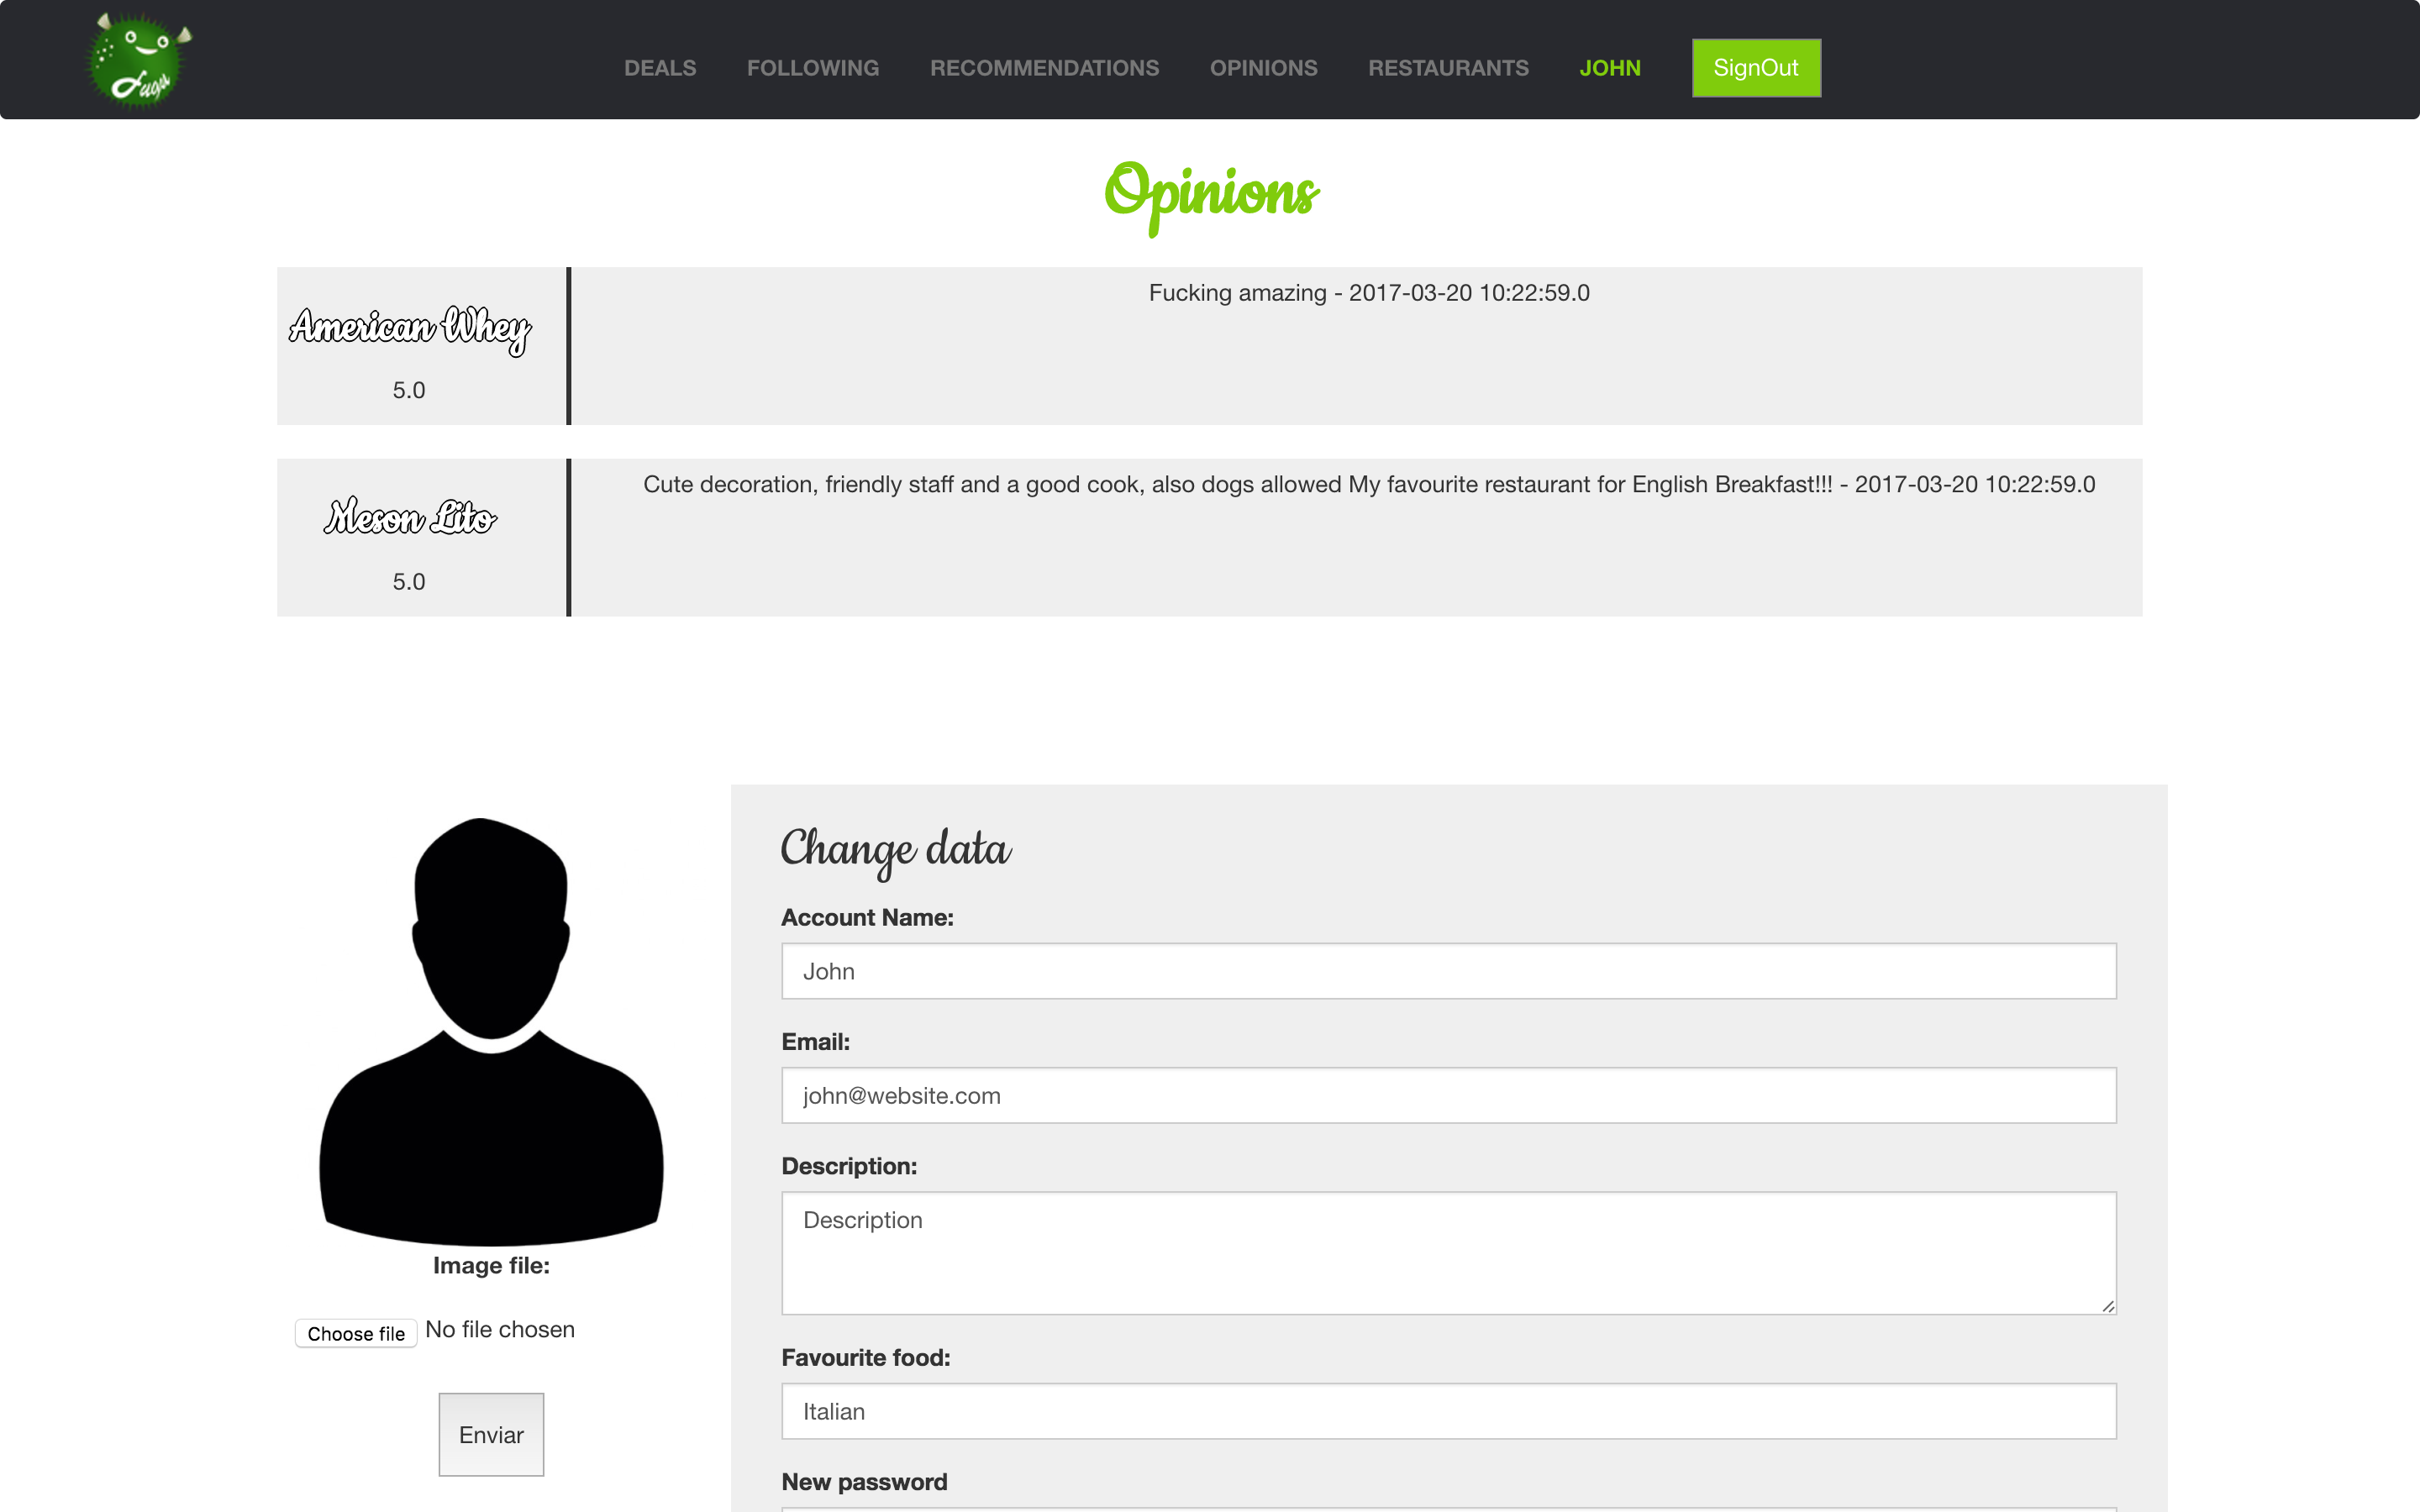 Fugu
DEALS FOLLOWING RECOMMENDATIONS OPINIONS RESTAURANTS JOHN SignOut
Opinions
American Whey
5.0
Fucking amazing - 2017-03-20 10:22:59.0
Meson Lito
5.0
Cute decoration, friendly staff and a good cook, also dogs allowed My favourite restaurant for English Breakfast!!! - 2017-03-20 10:22:59.0
Image file:
Choose file No file chosen
Enviar
Change data
Account Name:
John
Email:
john@website.com
Description:
Description
Favourite food:
Italian
New password